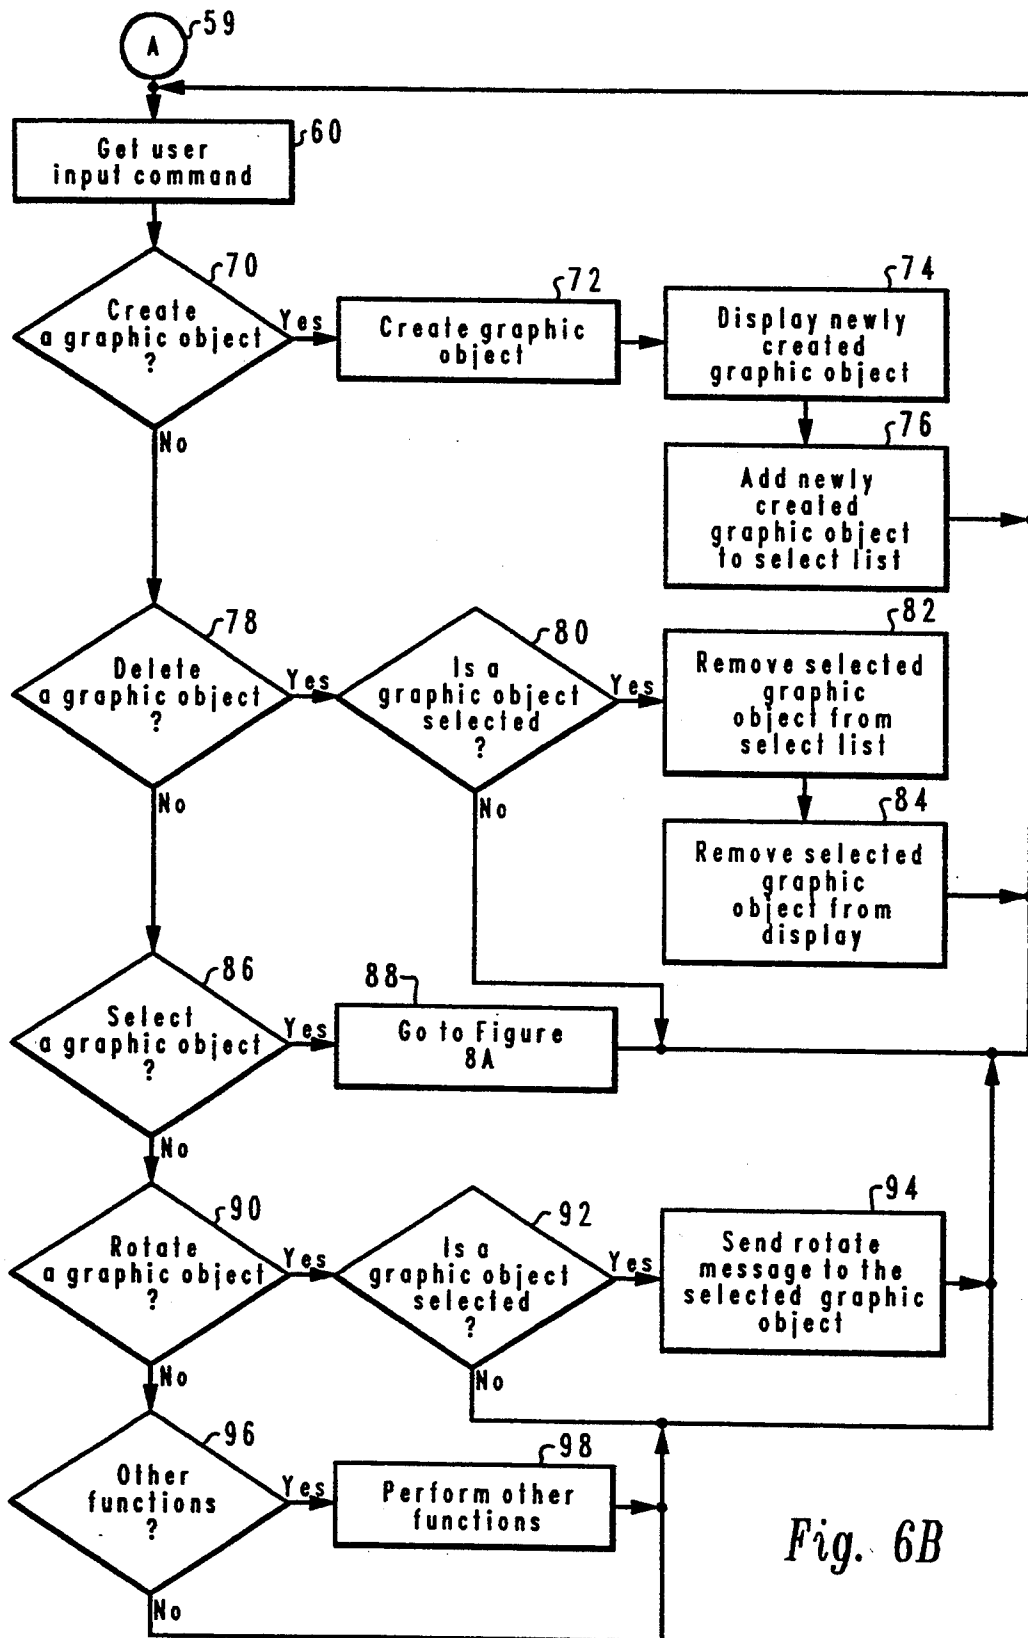 59
A
60
Get user
input command
70
Create
a graphic object
?
Yes
No
72
Create graphic
object
74
Display newly
created
graphic object
76
Add newly
created
graphic object
to select list
78
Delete
a graphic object
?
Yes
No
80
Is a
graphic object
selected
?
Yes
No
82
Remove selected
graphic
object from
select list
84
Remove selected
graphic
object from
display
86
Select
a graphic object
?
Yes
No
88
Go to Figure
8A
90
Rotate
a graphic object
?
Yes
No
92
Is a
graphic object
selected
?
Yes
No
94
Send rotate
message to the
selected graphic
object
96
Other
functions
?
Yes
No
98
Perform other
functions
Fig. 6B